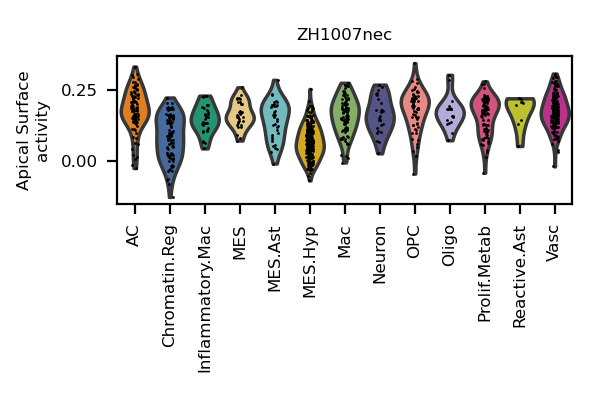 ZH1007nec
Apical Surface
activity
0.25
0.00
AC
Chromatin.Reg
Inflammatory.Mac
MES
MES.Ast
MES.Hyp
Mac
Neuron
OPC
Oligo
Prolif.Metab
Reactive.Ast
Vasc